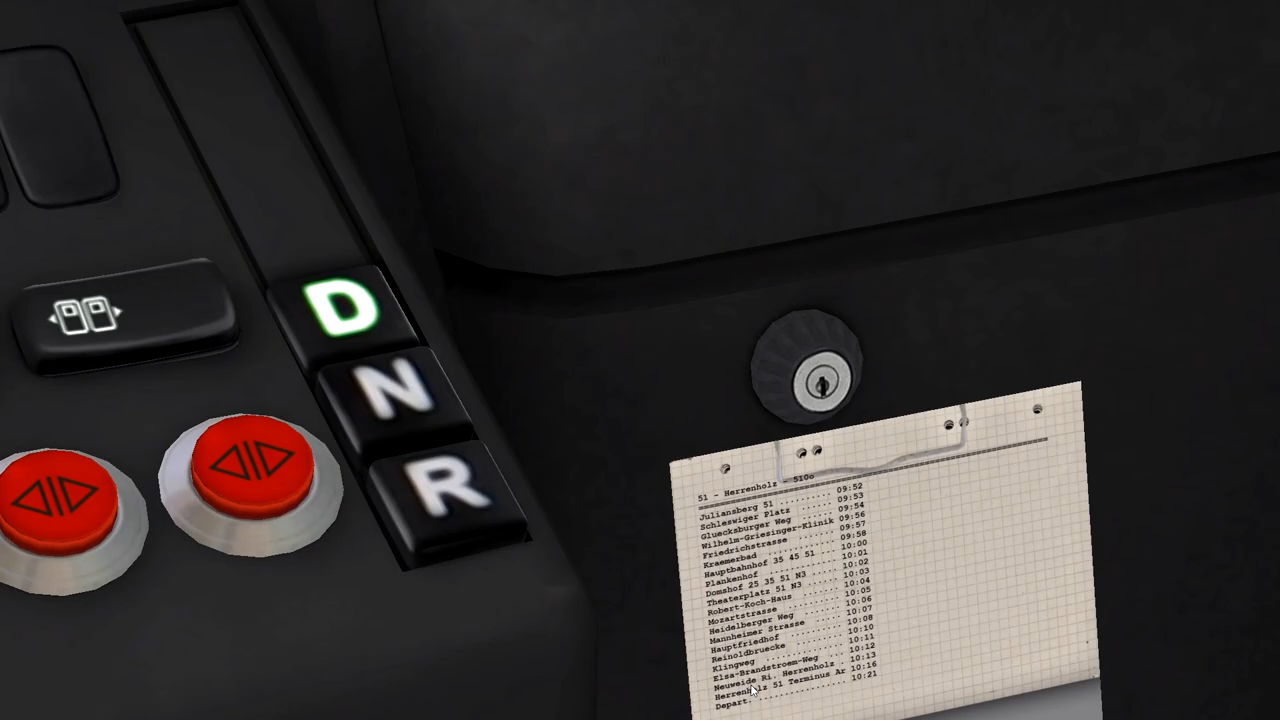 D
N
R
51 - Herrenholz - 510o
Juliansberg 51 ......... 09:52
Schleswiger Platz ...... 09:53
Gluecksburger Weg ...... 09:54
Wilhelm-Griesinger-Klinik 09:56
Friedrichstrasse ....... 09:57
Kraemerbad ............. 09:58
Hauptbahnhof 35 45 51 ... 10:00
Plankenhof ............. 10:01
Domshof 25 35 51 N3 ..... 10:02
Theaterplatz 51 N3 ..... 10:03
Robert-Koch-Haus ....... 10:04
Mozartstrasse .......... 10:05
Heidelberger Weg ....... 10:06
Mannheimer Strasse ..... 10:07
Hauptfriedhof .......... 10:08
Reinoldbruecke ......... 10:10
Klingweg ............... 10:11
Elsa-Brandstroem-Weg ... 10:12
Neuweide Ri. Herrenholz . 10:13
Herrenholz 51 Terminus Ar 10:16
Depart. ................ 10:21